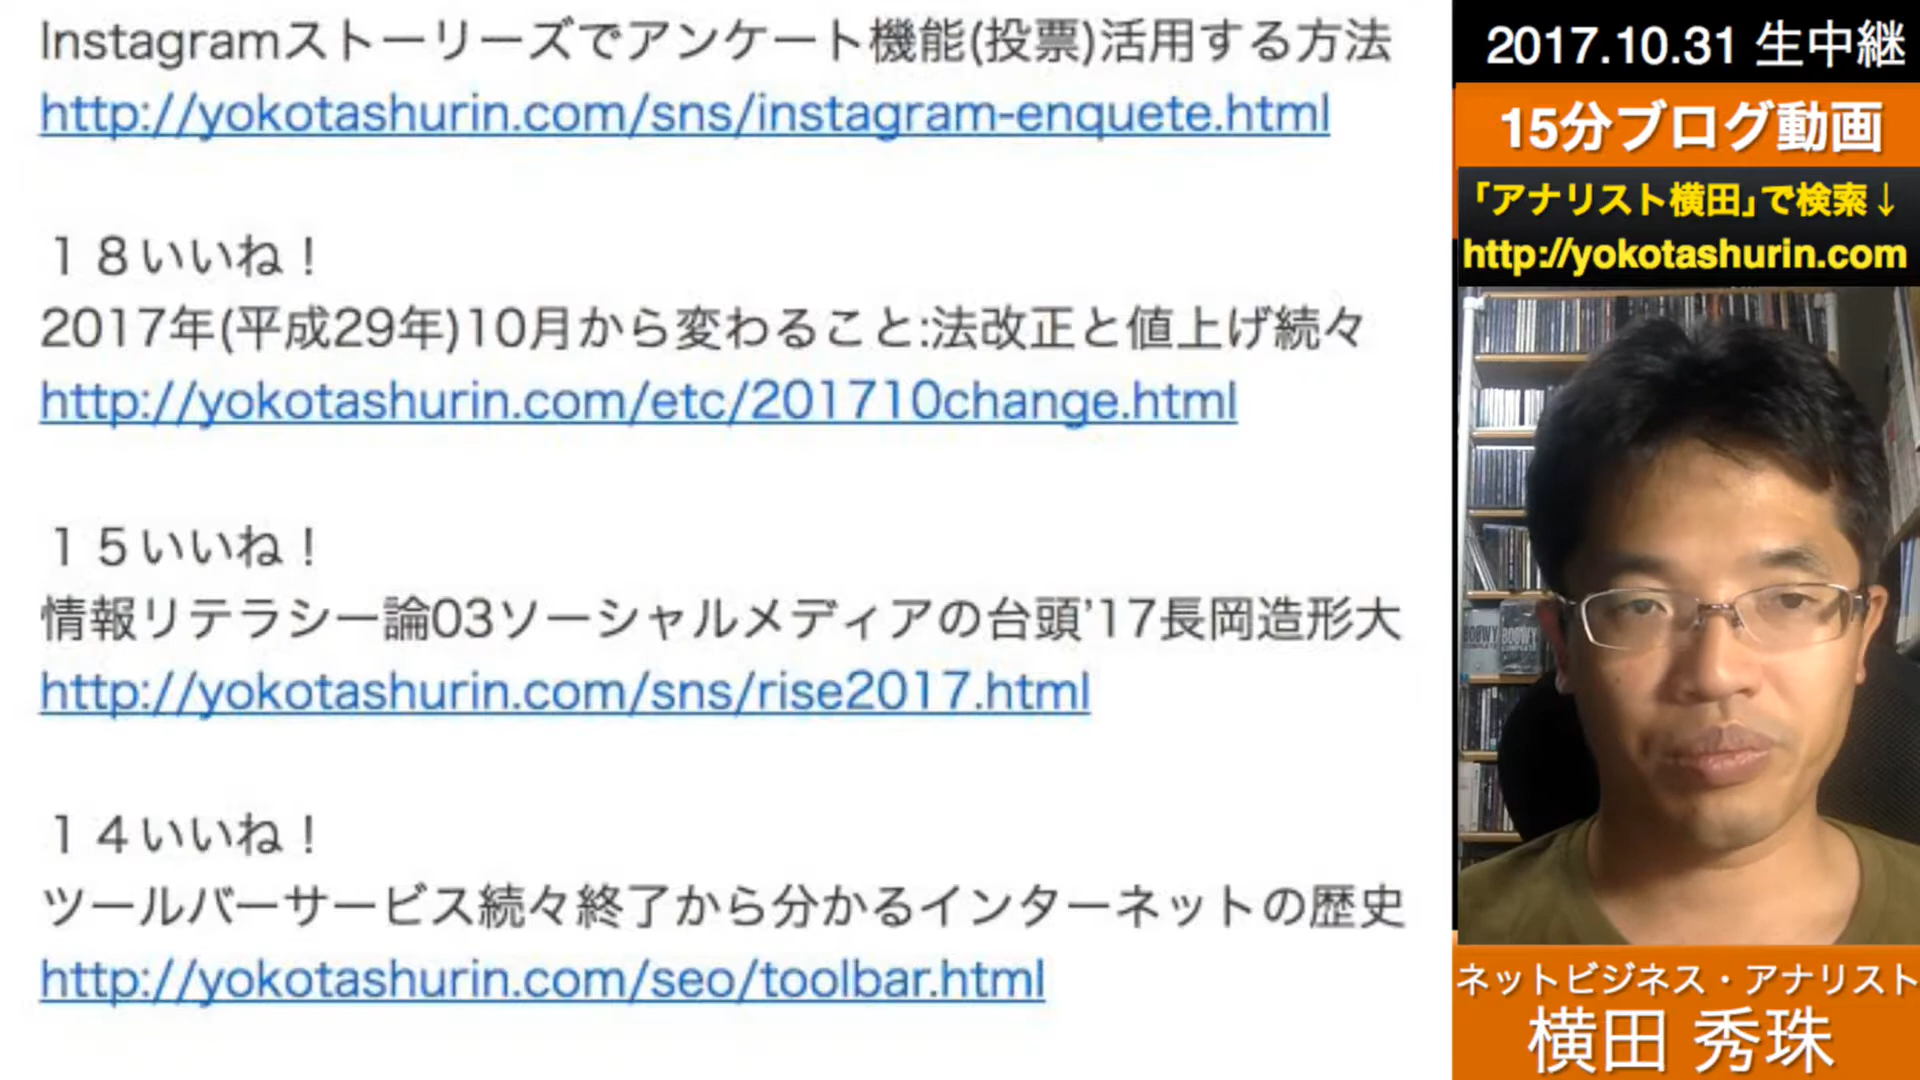 Instagramストーリーズでアンケート機能(投票)活用する方法
http://yokotashurin.com/sns/instagram-enquete.html
１８いいね！
2017年(平成29年)10月から変わること:法改正と値上げ続々
http://yokotashurin.com/etc/201710change.html
１５いいね！
情報リテラシー論03ソーシャルメディアの台頭’17長岡造形大
http://yokotashurin.com/sns/rise2017.html
１４いいね！
ツールバーサービス続々終了から分かるインターネットの歴史
http://yokotashurin.com/seo/toolbar.html
2017.10.31 生中継
15分ブログ動画
「アナリスト横田」で検索↓
http://yokotashurin.com
BOØWY
COMPLETE
BOØWY
COMPLETE
ネットビジネス・アナリスト
横田 秀珠